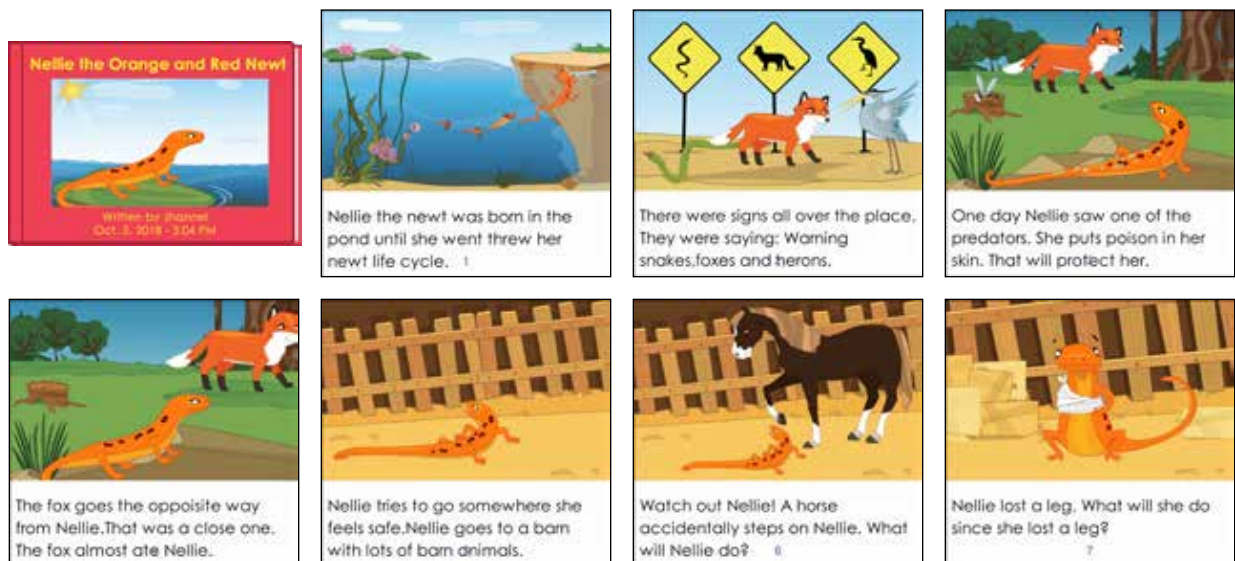 Nellie the Orange and Red Newt
Written by Jhannel
Oct. 5, 2018 - 3:04 PM
Nellie the newt was born in the
pond until she went threw her
newt life cycle. 1
There were signs all over the place.
They were saying: Warning
snakes,foxes and herons.
One day Nellie saw one of the
predators. She puts poison in her
skin. That will protect her.
The fox goes the oppoisite way
from Nellie.That was a close one.
The fox almost ate Nellie.
Nellie tries to go somewhere she
feels safe.Nellie goes to a barn
with lots of barn animals.
Watch out Nellie! A horse
accidentally steps on Nellie. What
will Nellie do? 6
Nellie lost a leg. What will she do
since she lost a leg?
7